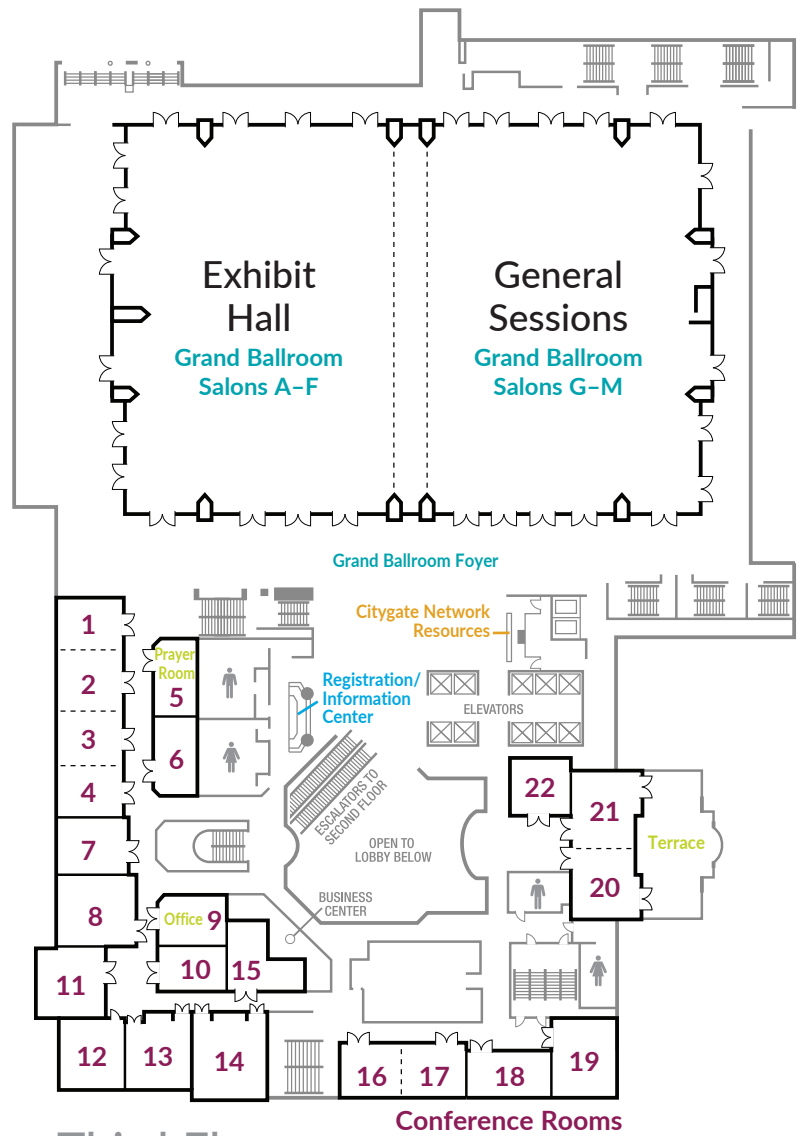 Exhibit
Hall
Grand Ballroom
Salons A–F
General
Sessions
Grand Ballroom
Salons G–M
Grand Ballroom Foyer
Citygate Network
Resources
1
Prayer
Room
2
5
Registration/
Information
Center
ELEVATORS
3
6
4
ESCALATORS TO
SECOND FLOOR
22
21
7
OPEN TO
LOBBY BELOW
Terrace
20
8
Office 9
BUSINESS
CENTER
10
15
11
12
13
14
16
17
18
19
Conference Rooms